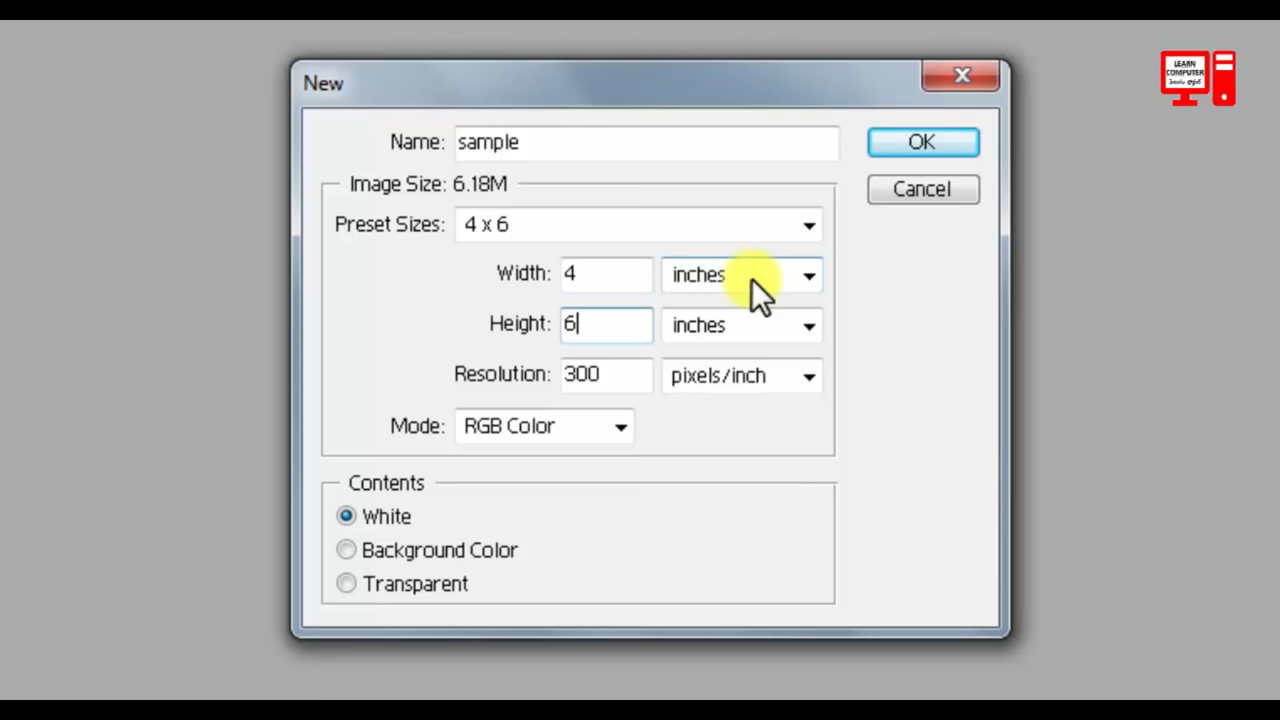 New
LEARN
COMPUTER
Name: sample
OK
Image Size: 6.18M
Cancel
Preset Sizes: 4 x 6
Width: 4 inches
Height: 6 inches
Resolution: 300 pixels/inch
Mode: RGB Color
Contents
White
Background Color
Transparent